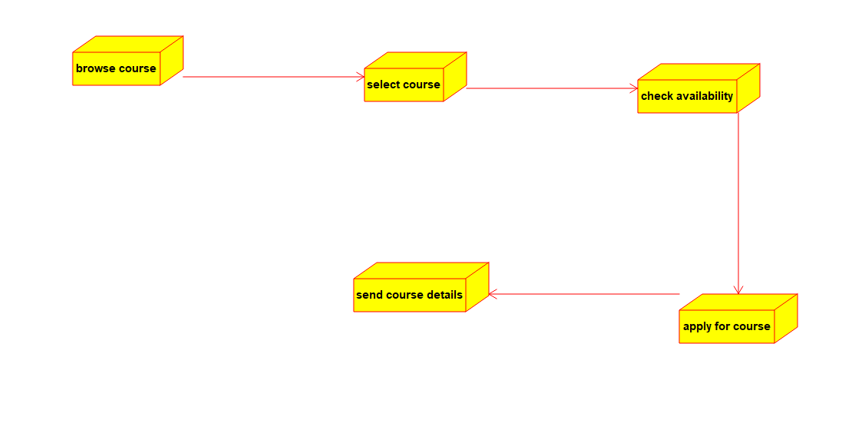 browse course
select course
check availability
send course details
apply for course